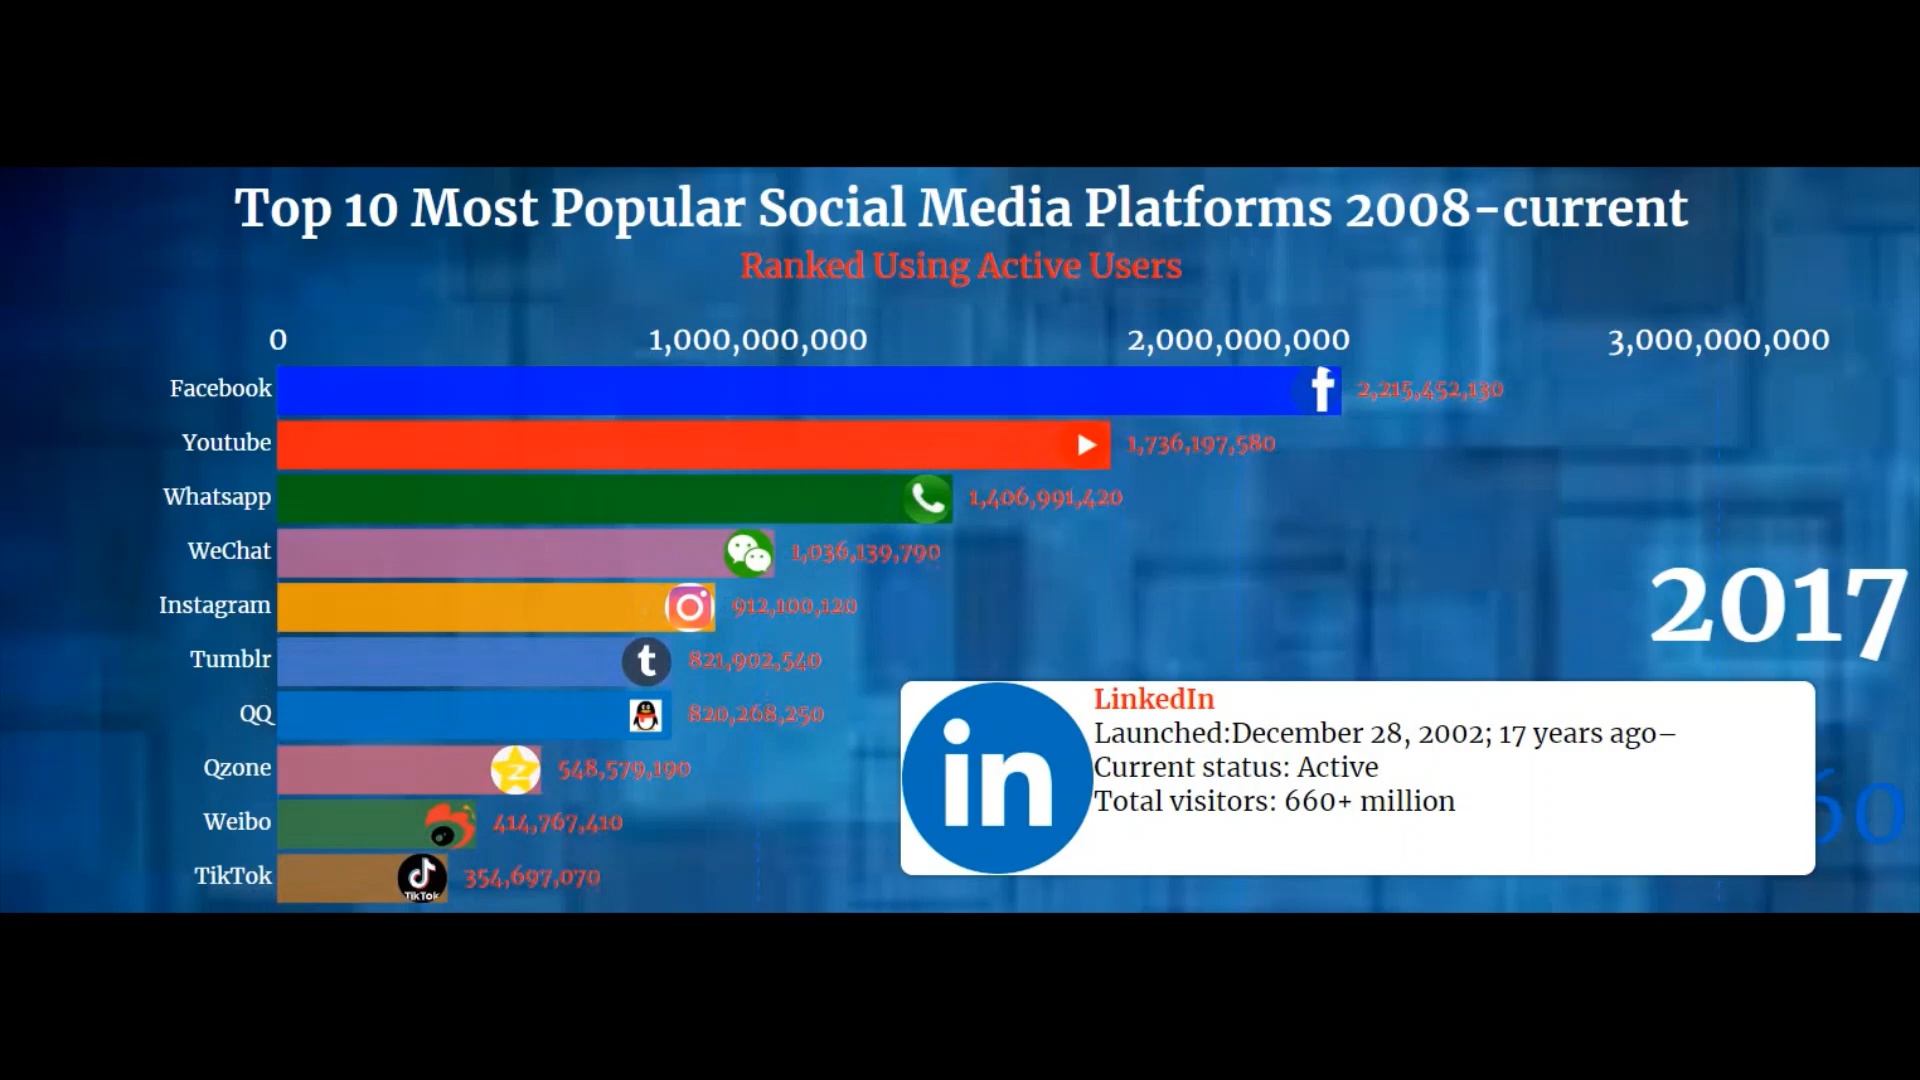 Top 10 Most Popular Social Media Platforms 2008-current
Ranked Using Active Users
0 1,000,000,000 2,000,000,000 3,000,000,000
Facebook 2,215,452,130
Youtube 1,736,197,580
Whatsapp 1,406,991,420
WeChat 1,036,139,790
Instagram 912,100,120
Tumblr 821,902,540
QQ 820,268,250
Qzone 548,579,190
Weibo 414,767,410
TikTok TikTok 354,697,070
2017
in
LinkedIn
Launched:December 28, 2002; 17 years ago–
Current status: Active
Total visitors: 660+ million